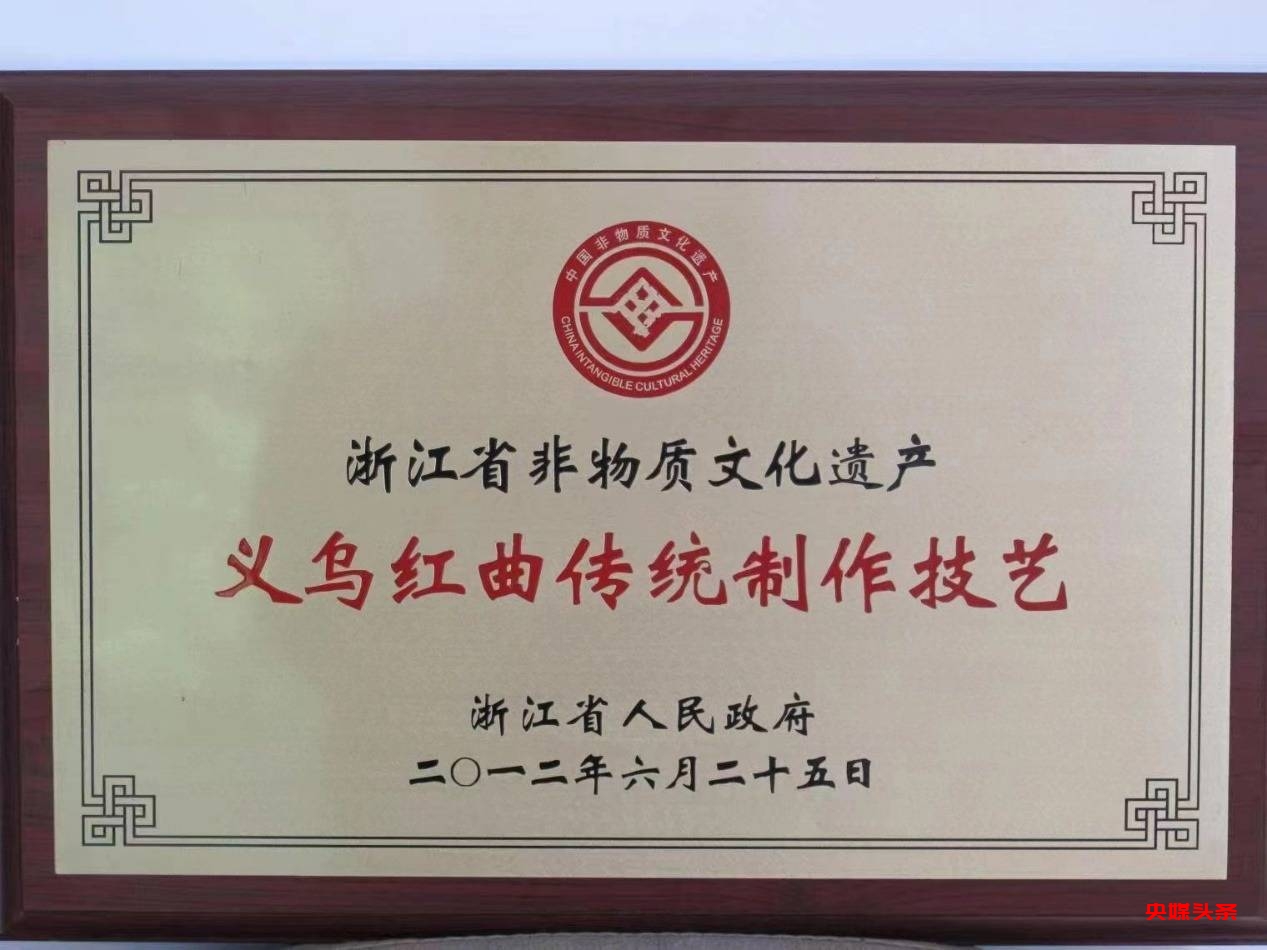 中国非物质文化遗产
CHINA INTANGIBLE CULTURAL HERITAGE
浙江省非物质文化遗产
义乌红曲传统制作技艺
浙江省人民政府
二〇一二年六月二十五日
央媒头条